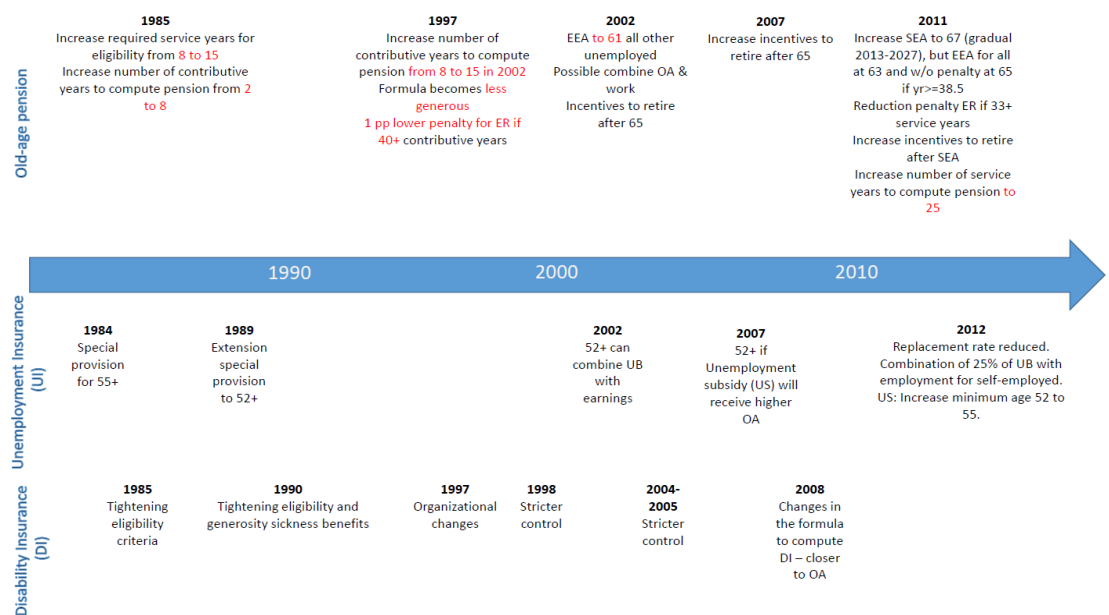 Old-age pension
1985
Increase required service years for
eligibility from 8 to 15
Increase number of contributive
years to compute pension from 2
to 8
1997
Increase number of
contributive years to compute
pension from 8 to 15 in 2002
Formula becomes less
generous
1 pp lower penalty for ER if
40+ contributive years
2002
EEA to 61 all other
unemployed
Possible combine OA &
work
Incentives to retire
after 65
2007
Increase incentives to
retire after 65
2011
Increase SEA to 67 (gradual
2013-2027), but EEA for all
at 63 and w/o penalty at 65
if yr>=38.5
Reduction penalty ER if 33+
service years
Increase incentives to retire
after SEA
Increase number of service
years to compute pension to
25
1990
2000
2010
Unemployment Insurance
(UI)
1984
Special
provision
for 55+
1989
Extension
special
provision
to 52+
2002
52+ can
combine UB
with
earnings
2007
52+ if
Unemployment
subsidy (US) will
receive higher
OA
2012
Replacement rate reduced.
Combination of 25% of UB with
employment for self-employed.
US: Increase minimum age 52 to
55.
Disability Insurance
(DI)
1985
Tightening
eligibility
criteria
1990
Tightening eligibility and
generosity sickness benefits
1997
Organizational
changes
1998
Stricter
control
2004-
2005
Stricter
control
2008
Changes in
the formula
to compute
DI – closer
to OA